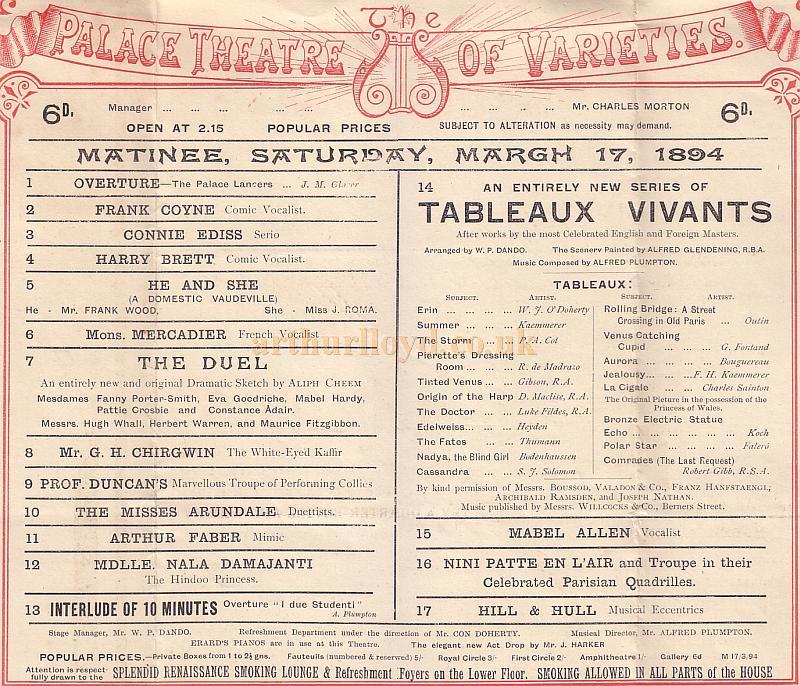 The
PALACE THEATRE OF VARIETIES.
6D. Manager ... ... ... ... ... ... ... ... Mr. CHARLES MORTON 6D.
OPEN AT 2.15 POPULAR PRICES SUBJECT TO ALTERATION as necessity may demand.
MATINEE, SATURDAY, MARCH 17, 1894
1 OVERTURE—The Palace Lancers ... J. M. Glover
2 FRANK COYNE Comic Vocalist.
3 CONNIE EDISS Serio
4 HARRY BRETT Comic Vocalist.
5 HE AND SHE
(A DOMESTIC VAUDEVILLE)
He - Mr. FRANK WOOD, She - Miss J. ROMA.
6 Mons. MERCADIER French Vocalist
7 THE DUEL
An entirely new and original Dramatic Sketch by ALIPH CHEEM
Mesdames Fanny Porter-Smith, Eva Goodriche, Mabel Hardy,
Pattie Crosbie and Constance Adair.
Messrs. Hugh Whall, Herbert Warren, and Maurice Fitzgibbon.
8 Mr. G. H. CHIRGWIN The White-Eyed Kaffir
9 PROF. DUNCAN'S Marvellous Troupe of Performing Collies
10 THE MISSES ARUNDALE Duettists.
11 ARTHUR FABER Mimic
12 MDLLE. NALA DAMAJANTI
The Hindoo Princess.
13 INTERLUDE OF 10 MINUTES Overture "I due Studenti"
A. Plumpton
14 AN ENTIRELY NEW SERIES OF
TABLEAUX VIVANTS
After works by the most Celebrated English and Foreign Masters.
Arranged by W. P. DANDO. The Scenery Painted by ALFRED GLENDENING, R.B.A.
Music Composed by ALFRED PLUMPTON.
TABLEAUX:
SUBJECT. ARTIST.
Erin ... ... ... ... W. J. O'Doherty
Summer ... ... ... Kaemmerer
The Storm ... ... P. A. Cot
Pierette's Dressing
Room ... ... ... R. de Madrazo
Tinted Venus ... ... Gibson, R.A.
Origin of the Harp D. Maclise, R.A.
The Doctor ... ... Luke Fildes, R.A.
Edelweiss ... ... Heyden
The Fates ... ... Thumann
Nadya, the Blind Girl Bodenhaussen
Cassandra ... ... S. J. Solomon
SUBJECT. ARTIST.
Rolling Bridge: A Street
Crossing in Old Paris ... Outin
Venus Catching
Cupid ... ... ... G. Fontand
Aurora ... ... ... Bouguereau
Jealousy ... ... F. H. Kaemmerer
La Cigale ... Charles Sainton
The Original Picture in the possession of the
Princess of Wales.
Bronze Electric Statue
Echo ... ... ... ... ... Koch
Polar Star ... ... ... Faleró
Comrades (The Last Request)
Robert Gibb, R.S.A.
By kind permission of Messrs. BOUSSOD, VALADON & CO., FRANZ HANFSTAENGL,
ARCHIBALD RAMSDEN, and JOSEPH NATHAN.
Music published by Messrs. WILLCOCKS & CO., Berners Street.
15 MABEL ALLEN Vocalist
16 NINI PATTE EN L'AIR and Troupe in their
Celebrated Parisian Quadrilles.
17 HILL & HULL Musical Eccentrics
Stage Manager, Mr. W. P. DANDO. Refreshment Department under the direction of Mr. CON DOHERTY. Musical Director, Mr. ALFRED PLUMPTON.
ERARD'S PIANOS are in use at this Theatre. The elegant new Act Drop by Mr. J. HARKER
POPULAR PRICES.—Private Boxes from 1 to 2½ gns. Fauteuils (numbered & reserved) 5/- Royal Circle 3/- First Circle 2/- Amphitheatre 1/- Gallery 6d M 17/3.94
Attention is respectfully drawn to the SPLENDID RENAISSANCE SMOKING LOUNGE & Refreshment Foyers on the Lower Floor. SMOKING ALLOWED IN ALL PARTS of the HOUSE
arthurlloyd.co.uk